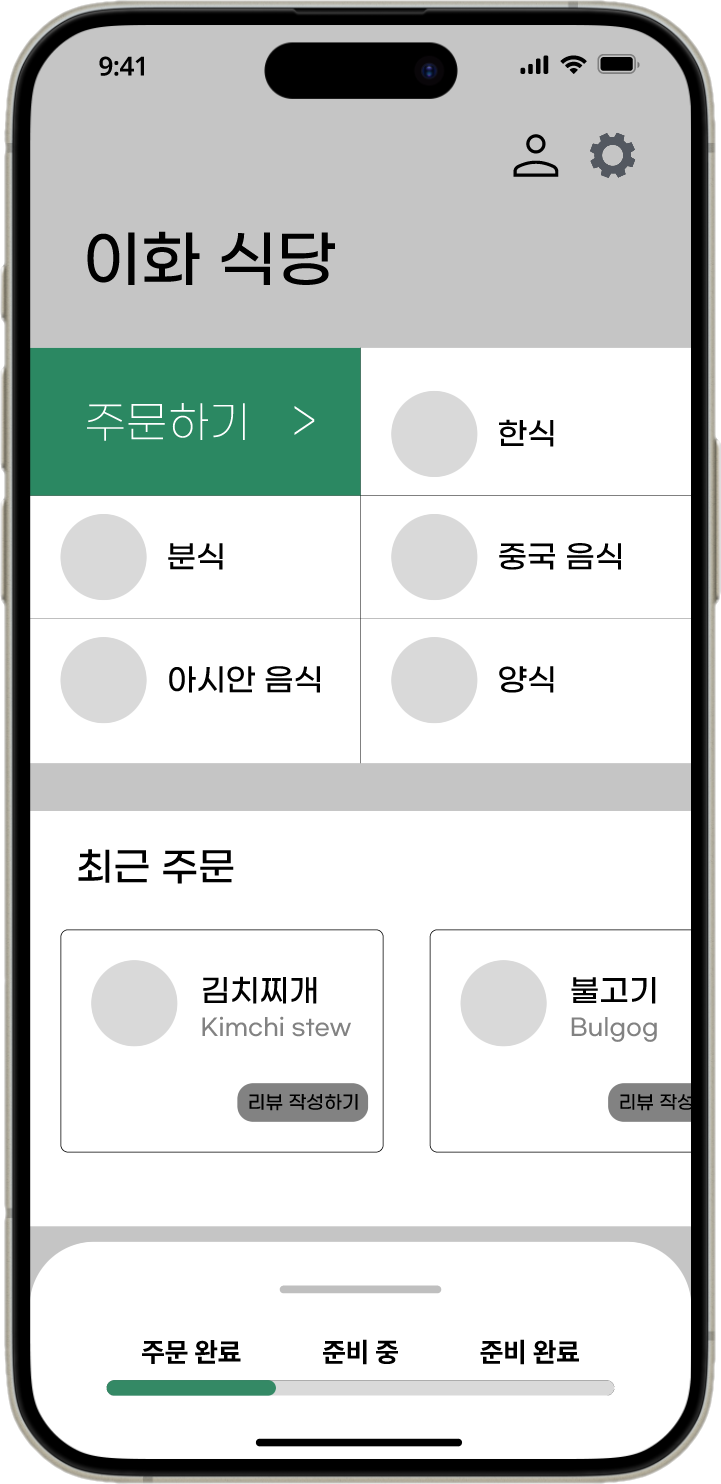 9:41
이화 식당
주문하기 >
한식
분식
중국 음식
아시안 음식
양식
최근 주문
김치찌개
Kimchi stew
리뷰 작성하기
불고기
Bulgog
리뷰 작성
주문 완료
준비 중
준비 완료